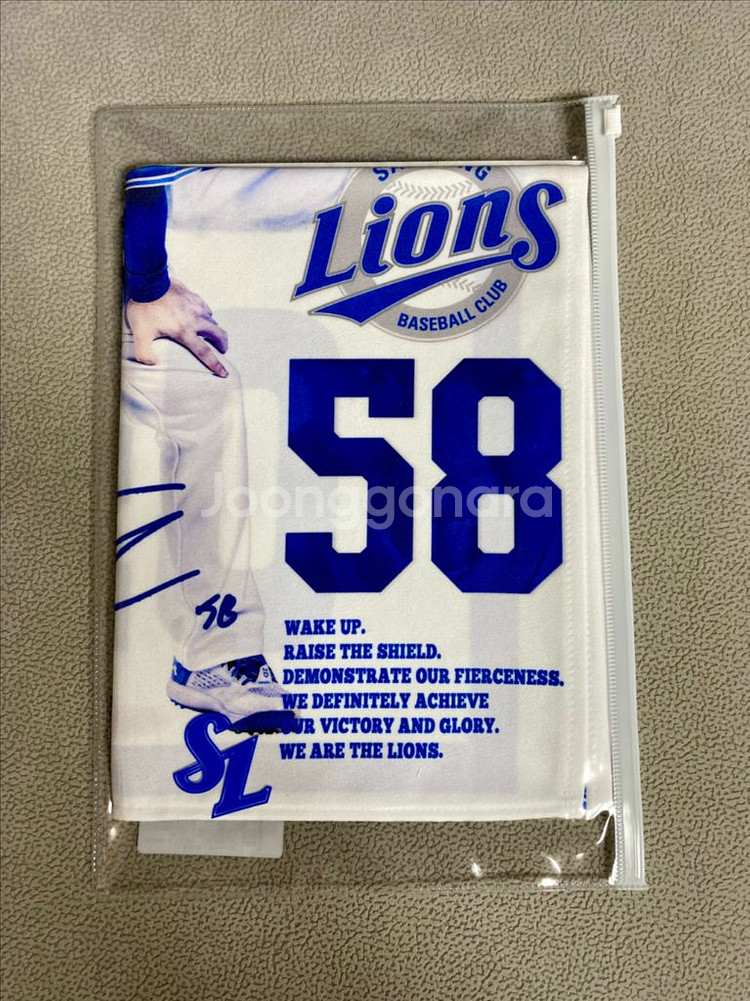 Lions
BASEBALL CLUB
58
Joonggonara
58
WAKE UP.
RAISE THE SHIELD.
DEMONSTRATE OUR FIERCENESS.
WE DEFINITELY ACHIEVE
VICTORY AND GLORY.
WE ARE THE LIONS.
SL